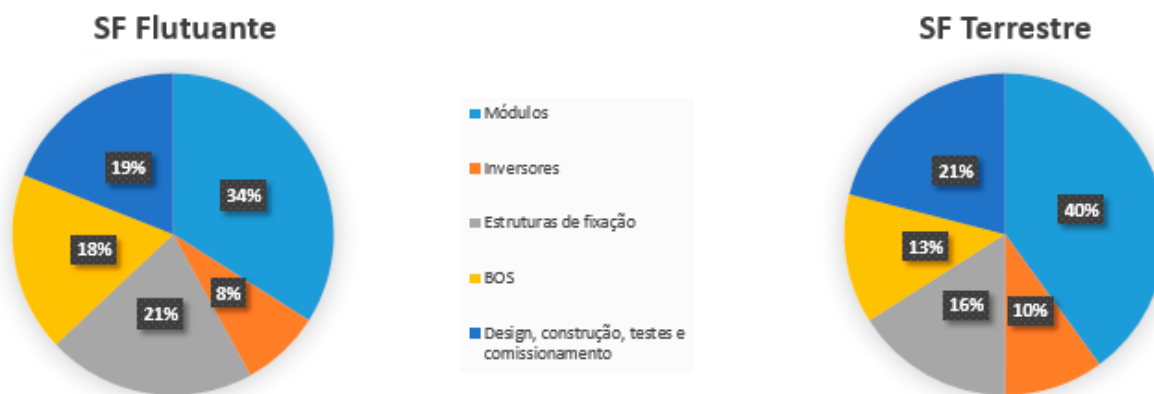 SF Flutuante
19%
34%
18%
8%
21%
Módulos
Inversores
Estruturas de fixação
BOS
Design, construção, testes e
comissionamento
SF Terrestre
21%
40%
13%
16%
10%